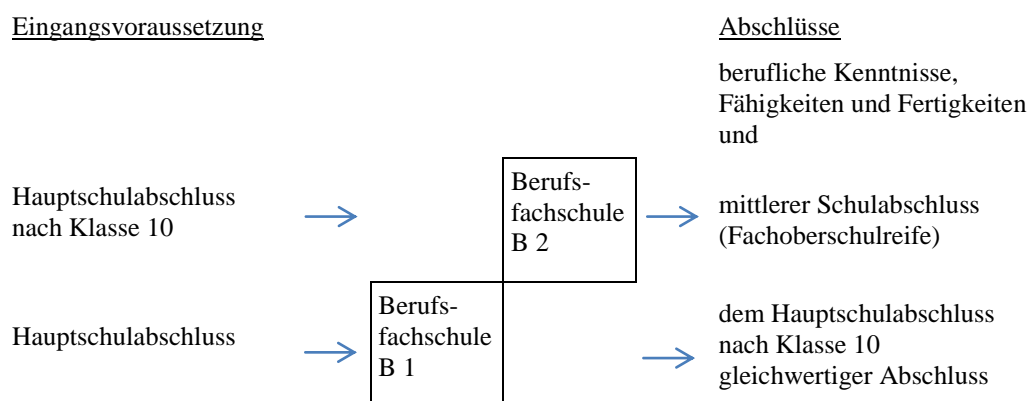 Eingangsvoraussetzung
Abschlüsse
berufliche Kenntnisse,
Fähigkeiten und Fertigkeiten
und
Hauptschulabschluss
nach Klasse 10
Berufs-
fachschule
B 2
mittlerer Schulabschluss
(Fachoberschulreife)
Hauptschulabschluss
Berufs-
fachschule
B 1
dem Hauptschulabschluss
nach Klasse 10
gleichwertiger Abschluss